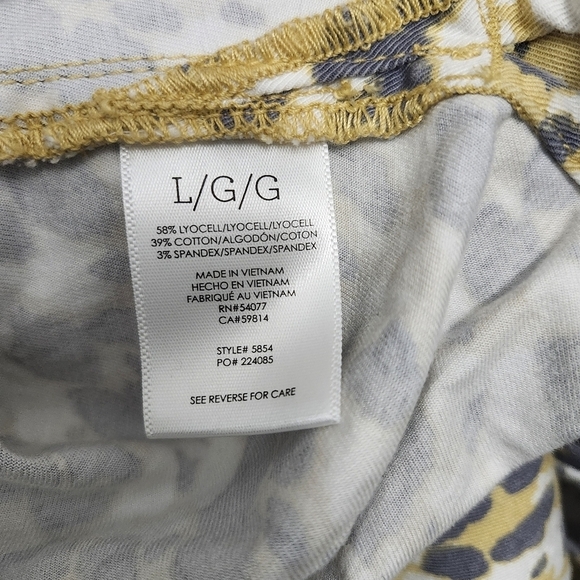 L/G/G
58% LYOCELL/LYOCELL/LYOCELL
39% COTTON/ALGODÓN/COTON
3% SPANDEX/SPANDEX/SPANDEX
MADE IN VIETNAM
HECHO EN VIETNAM
FABRIQUÉ AU VIETNAM
RN#54077
CA#59814
STYLE# 5854
PO# 224085
SEE REVERSE FOR CARE